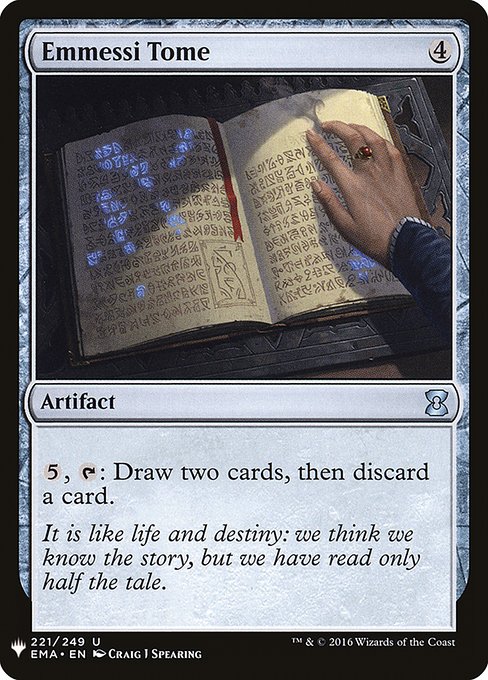 Emmessi Tome 4
Artifact
5, T: Draw two cards, then discard
a card.
It is like life and destiny: we think we
know the story, but we have read only
half the tale.
221/249 U
EMA • EN Craig J Spearing
™ & © 2016 Wizards of the Coast